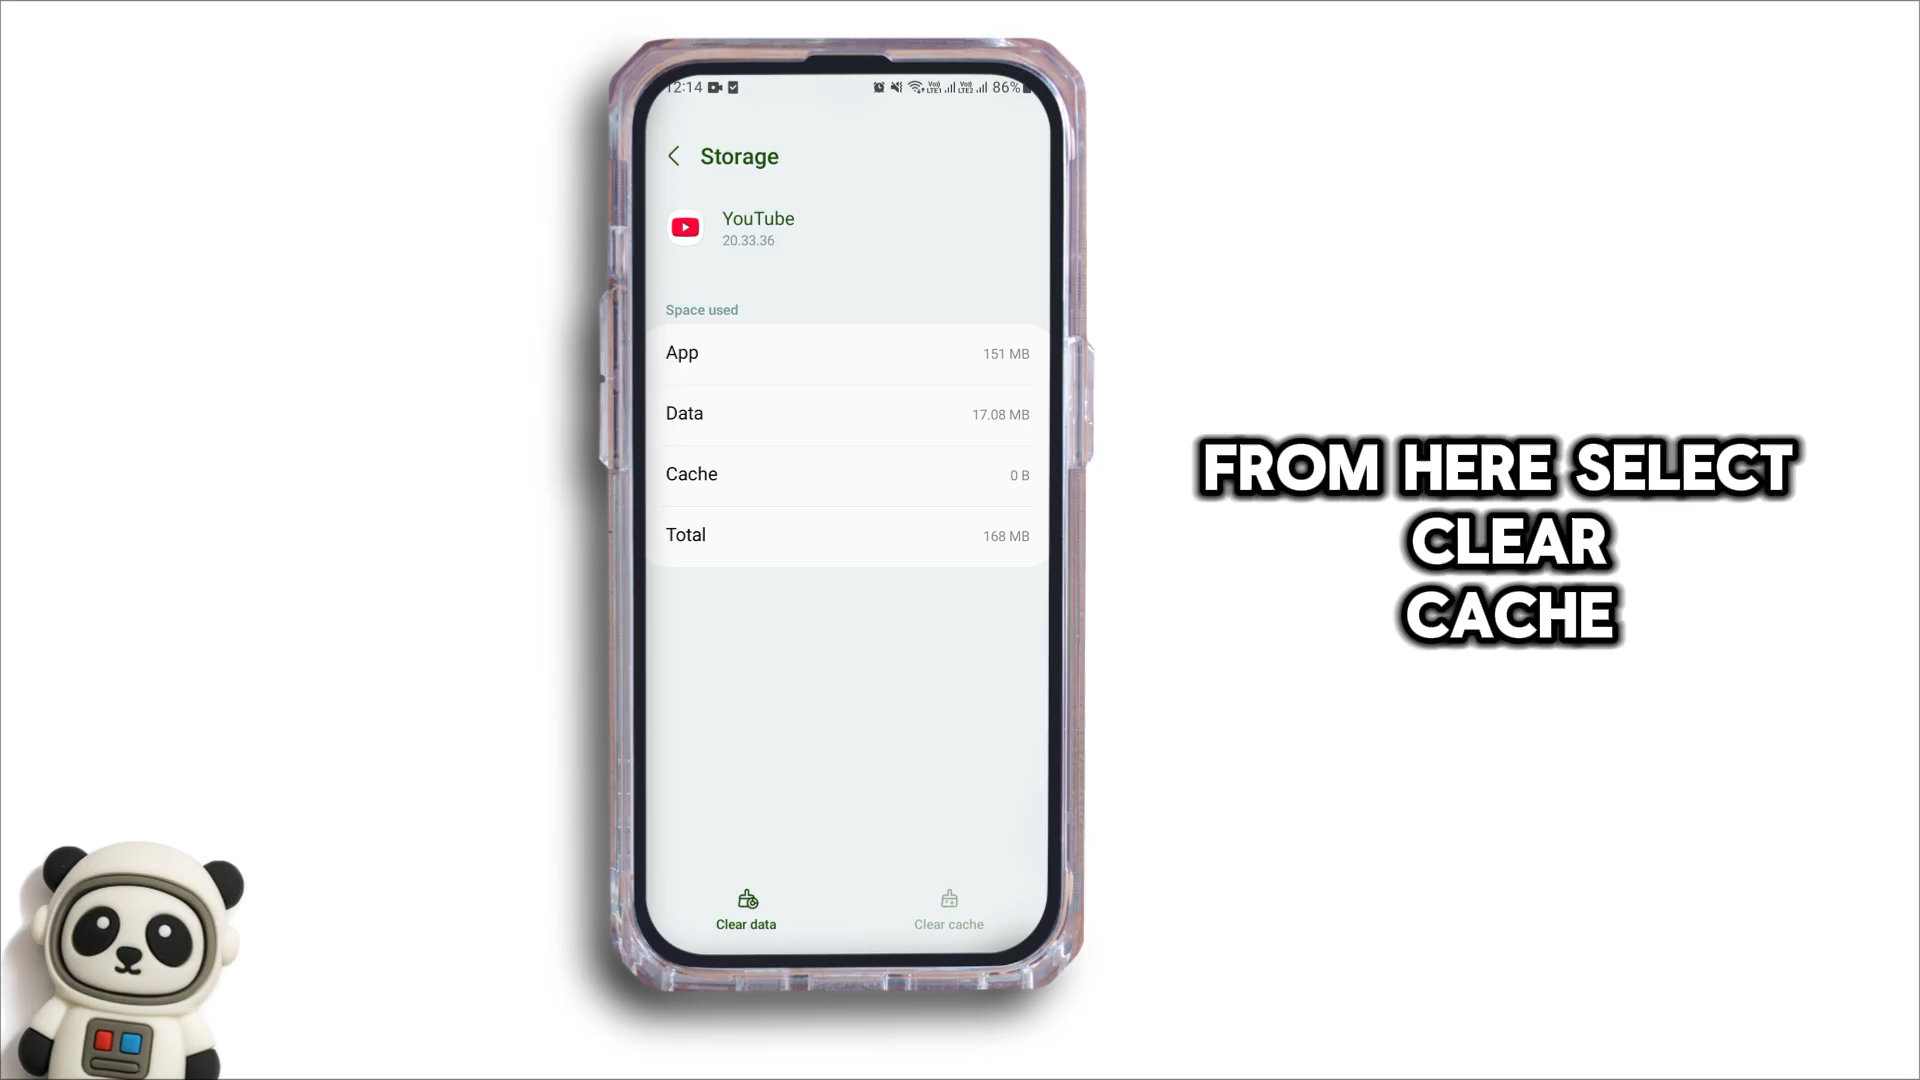 12:14 86%
Storage
YouTube
20.33.36
Space used
App 151 MB
Data 17.08 MB
Cache 0 B
Total 168 MB
Clear data Clear cache
FROM HERE SELECT
CLEAR
CACHE